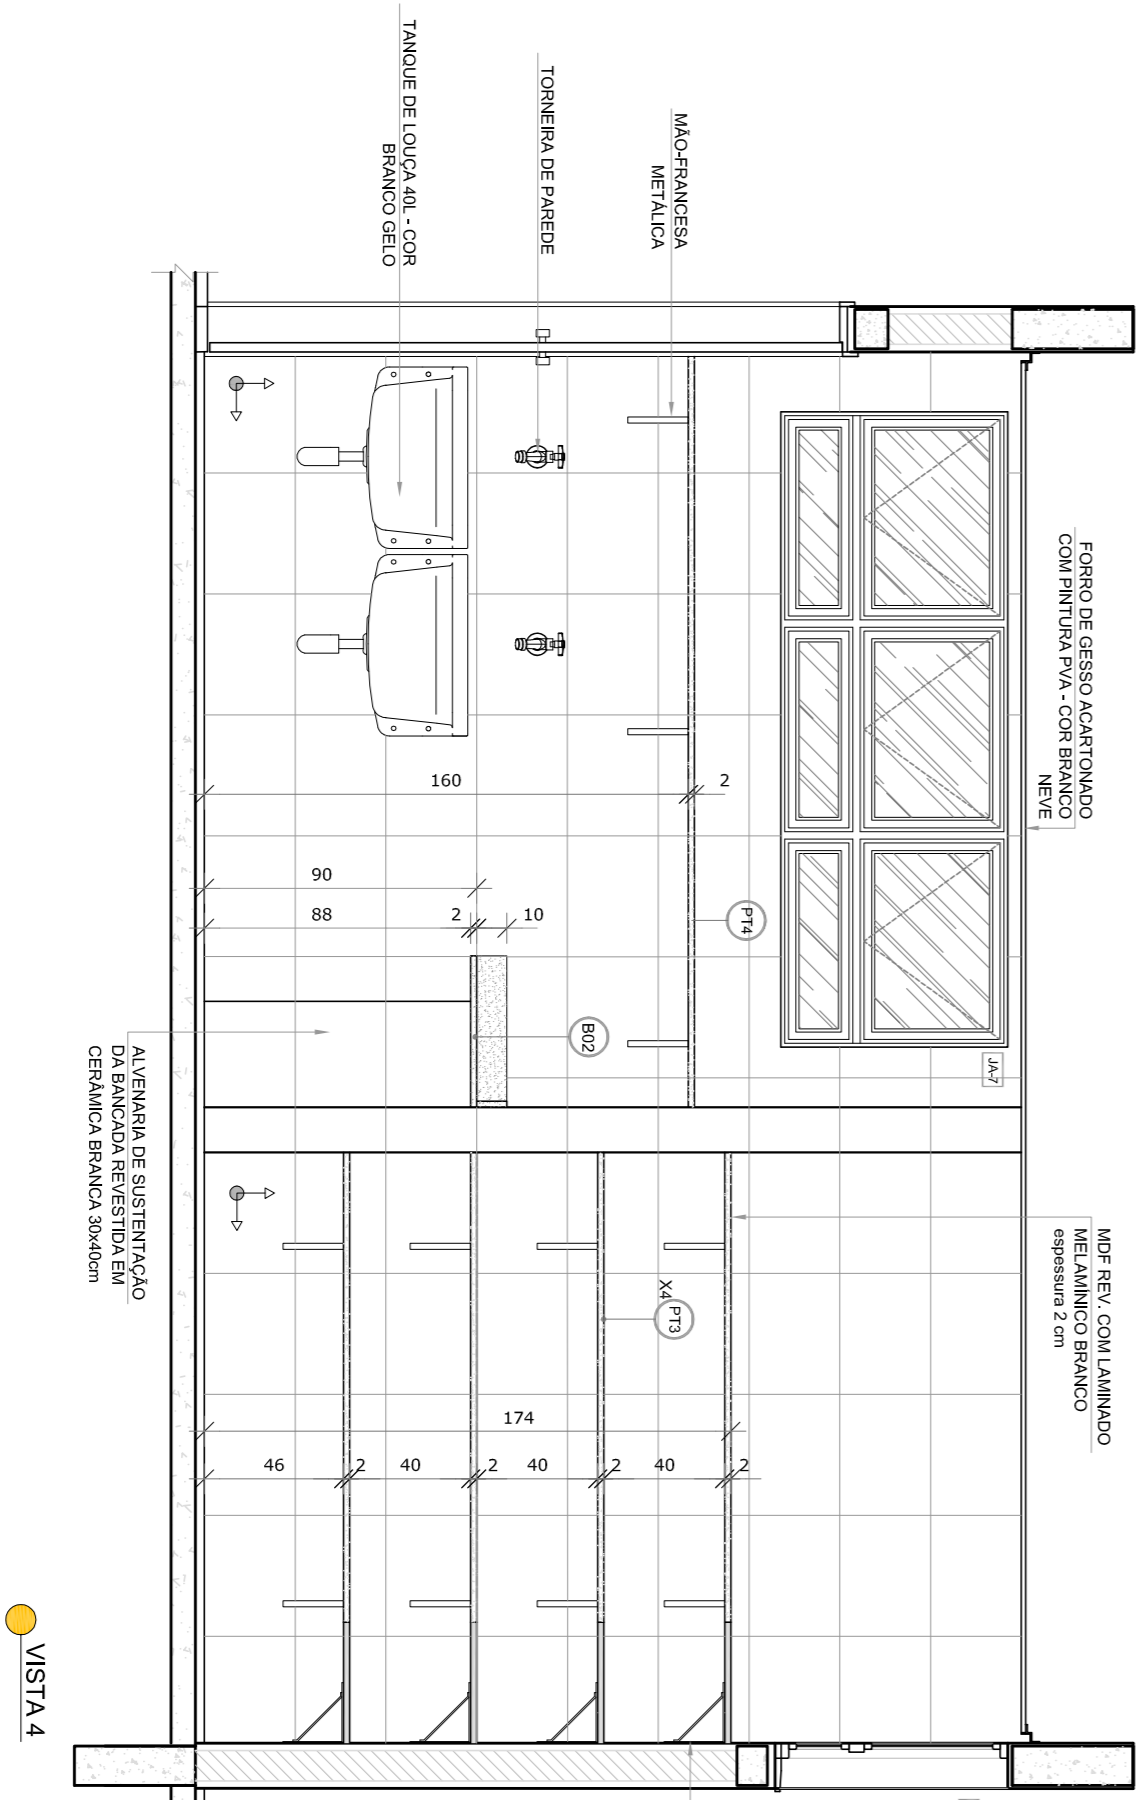 TANQUE DE LOUÇA 40L - COR
BRANCO GELO
TORNEIRA DE PAREDE
MÃO-FRANCESA
METÁLICA
FORRO DE GESSO ACARTONADO
COM PINTURA PVA - COR BRANCO
NEVE
160
2
90
88
2
10
PT4
B02
JA-7
ALVENARIA DE SUSTENTAÇÃO
DA BANCADA REVESTIDA EM
CERÂMICA BRANCA 30x40cm
MDF REV. COM LAMINADO
MELAMÍNICO BRANCO
espessura 2 cm
PT3
X4
174
46
2
40
2
40
2
40
2
VISTA 4